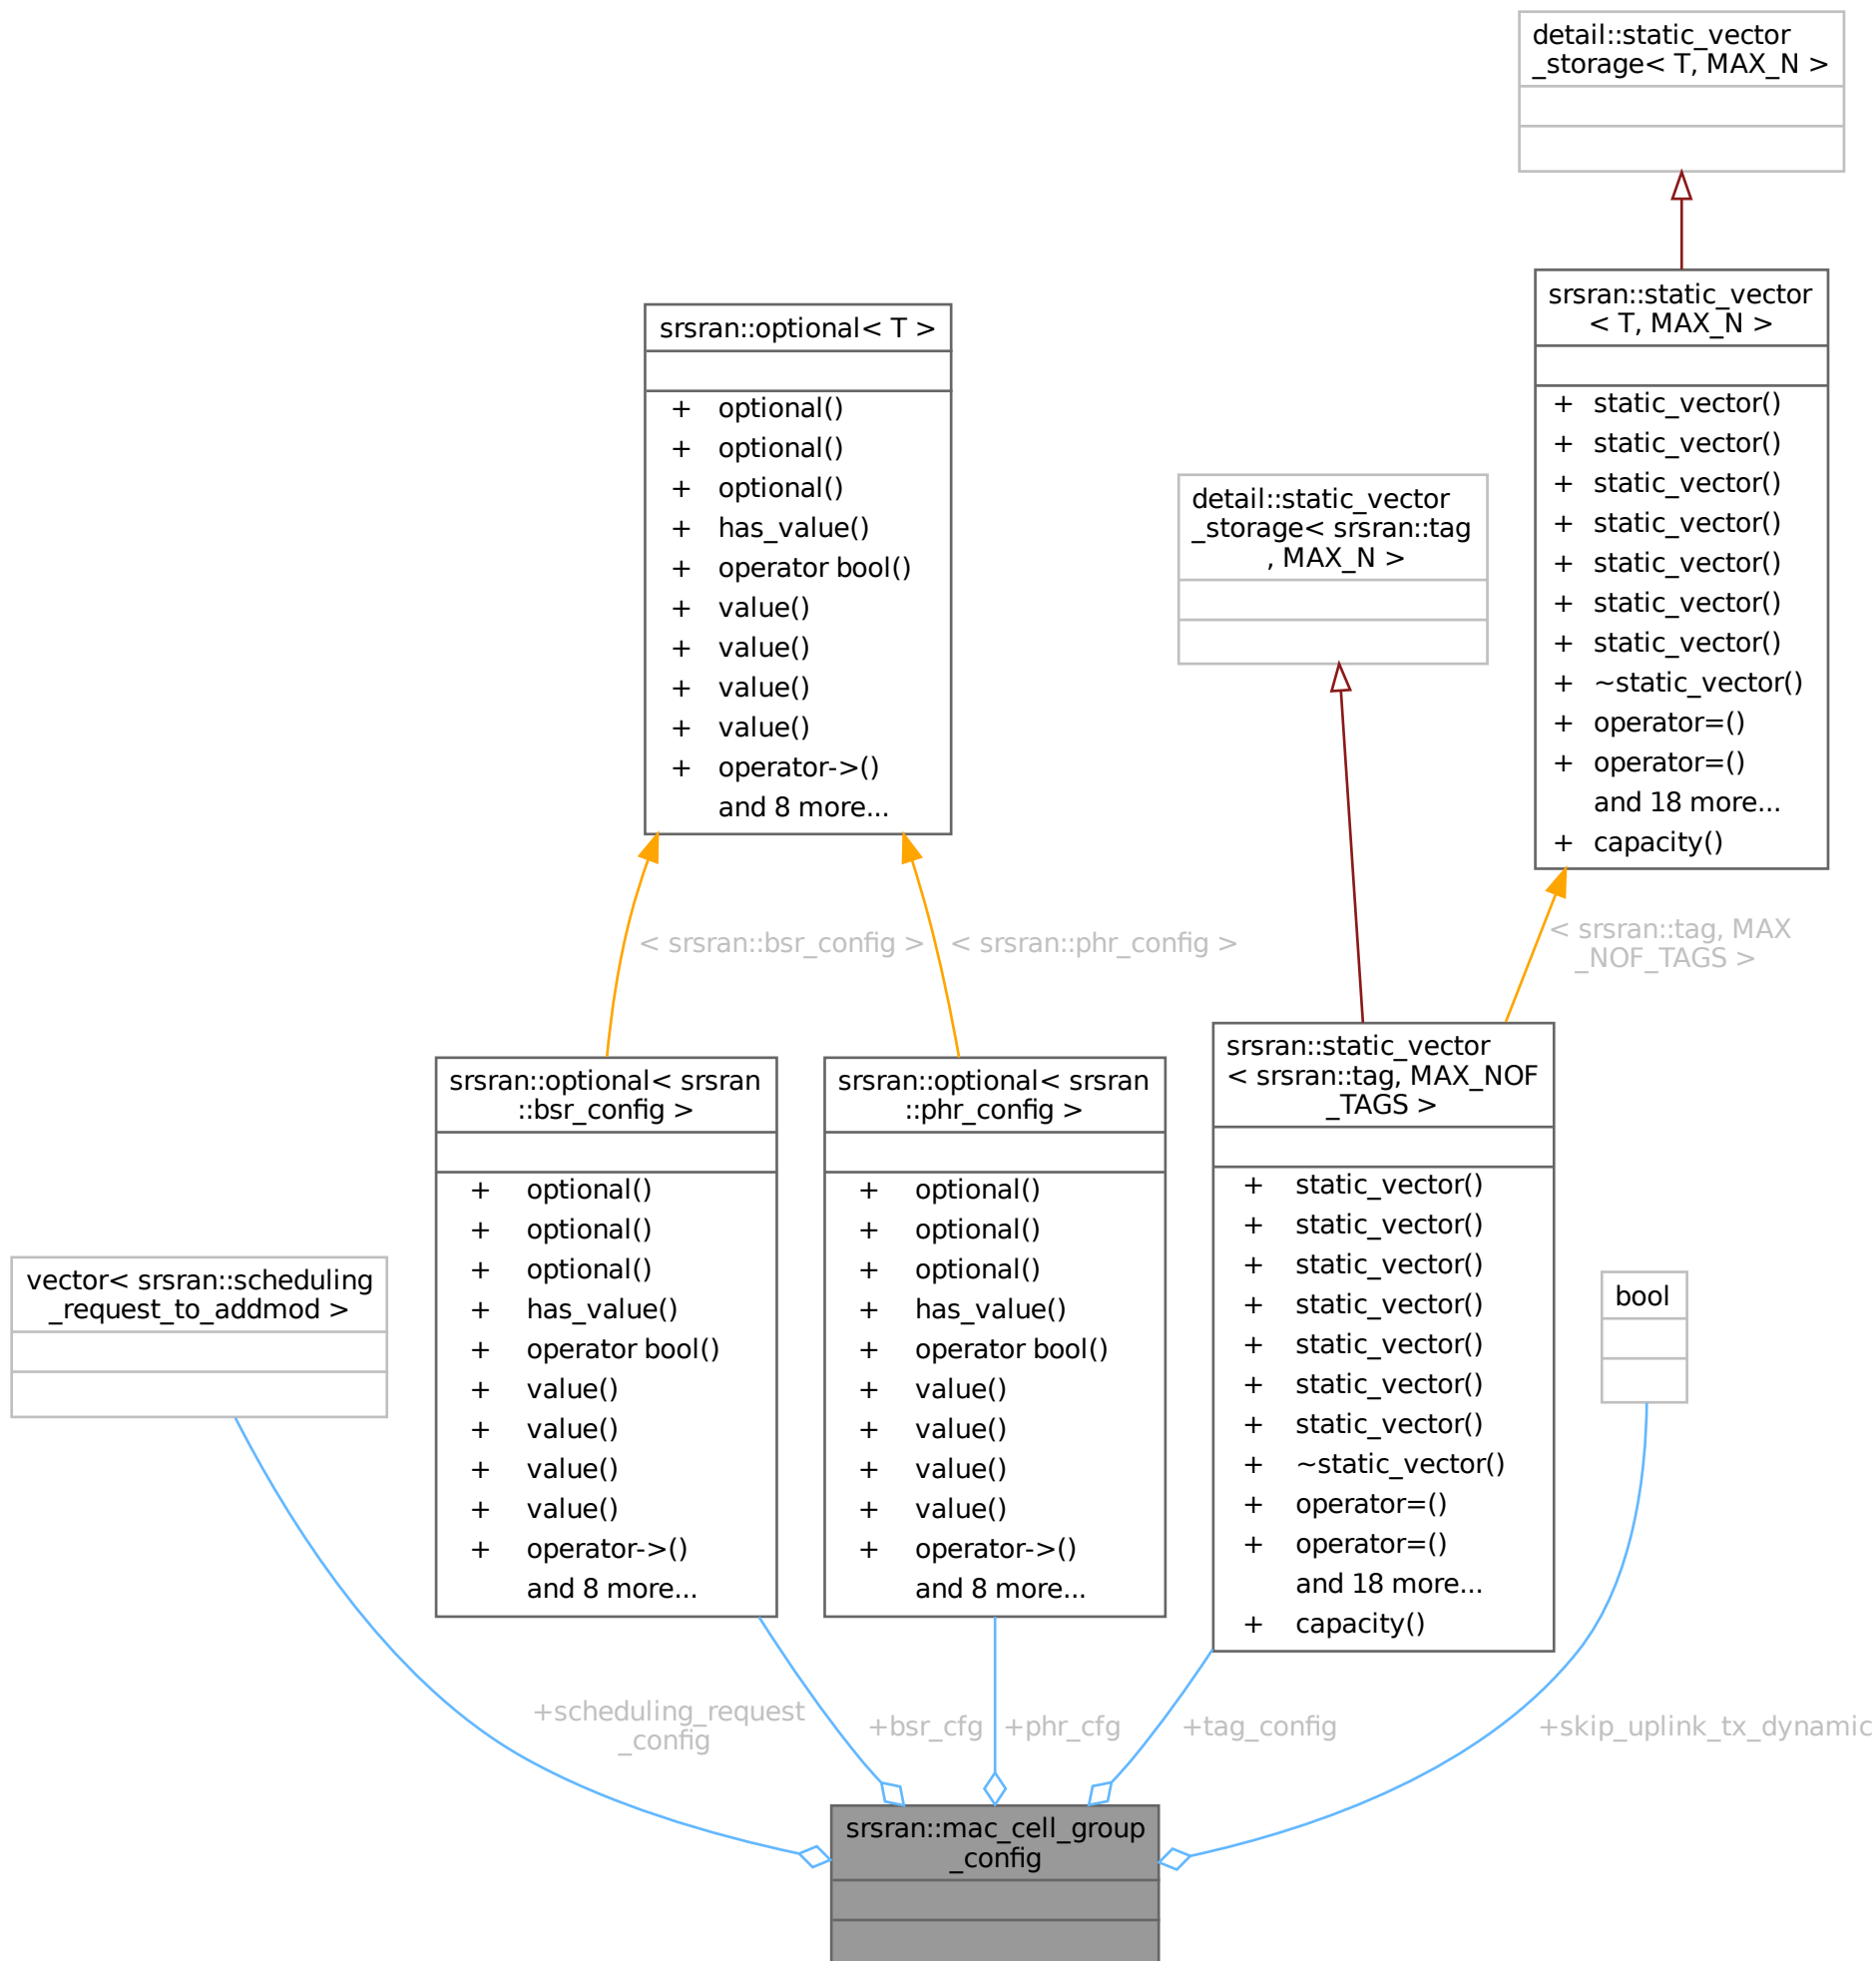 detail::static_vector
_storage< T, MAX_N >
srsran::static_vector
< T, MAX_N >
+ static_vector()
+ static_vector()
+ static_vector()
+ static_vector()
+ static_vector()
+ static_vector()
+ static_vector()
+ ~static_vector()
+ operator=()
+ operator=()
and 18 more...
+ capacity()
srsran::optional< T >
+ optional()
+ optional()
+ optional()
+ has_value()
+ operator bool()
+ value()
+ value()
+ value()
+ value()
+ operator->()
and 8 more...
detail::static_vector
_storage< srsran::tag
, MAX_N >
< srsran::bsr_config >
< srsran::phr_config >
< srsran::tag, MAX
_NOF_TAGS >
srsran::optional< srsran
::bsr_config >
+ optional()
+ optional()
+ optional()
+ has_value()
+ operator bool()
+ value()
+ value()
+ value()
+ value()
+ operator->()
and 8 more...
srsran::optional< srsran
::phr_config >
+ optional()
+ optional()
+ optional()
+ has_value()
+ operator bool()
+ value()
+ value()
+ value()
+ value()
+ operator->()
and 8 more...
srsran::static_vector
< srsran::tag, MAX_NOF
_TAGS >
+ static_vector()
+ static_vector()
+ static_vector()
+ static_vector()
+ static_vector()
+ static_vector()
+ static_vector()
+ ~static_vector()
+ operator=()
+ operator=()
and 18 more...
+ capacity()
vector< srsran::scheduling
_request_to_addmod >
bool
+scheduling_request
_config
+bsr_cfg
+phr_cfg
+tag_config
+skip_uplink_tx_dynamic
srsran::mac_cell_group
_config